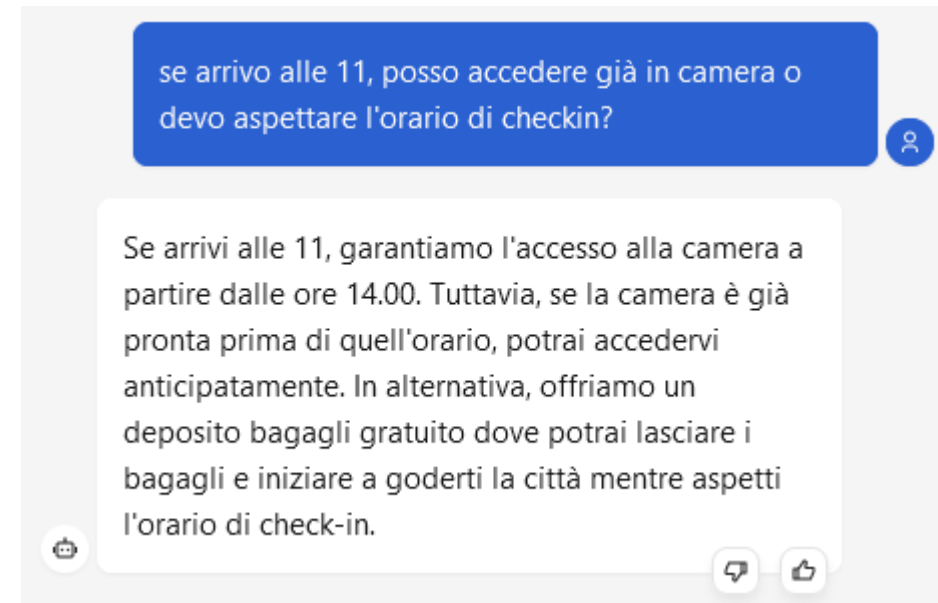 se arrivo alle 11, posso accedere già in camera o
devo aspettare l'orario di checkin?
Se arrivi alle 11, garantiamo l'accesso alla camera a
partire dalle ore 14.00. Tuttavia, se la camera è già
pronta prima di quell'orario, potrai accedervi
anticipatamente. In alternativa, offriamo un
deposito bagagli gratuito dove potrai lasciare i
bagagli e iniziare a goderti la città mentre aspetti
l'orario di check-in.